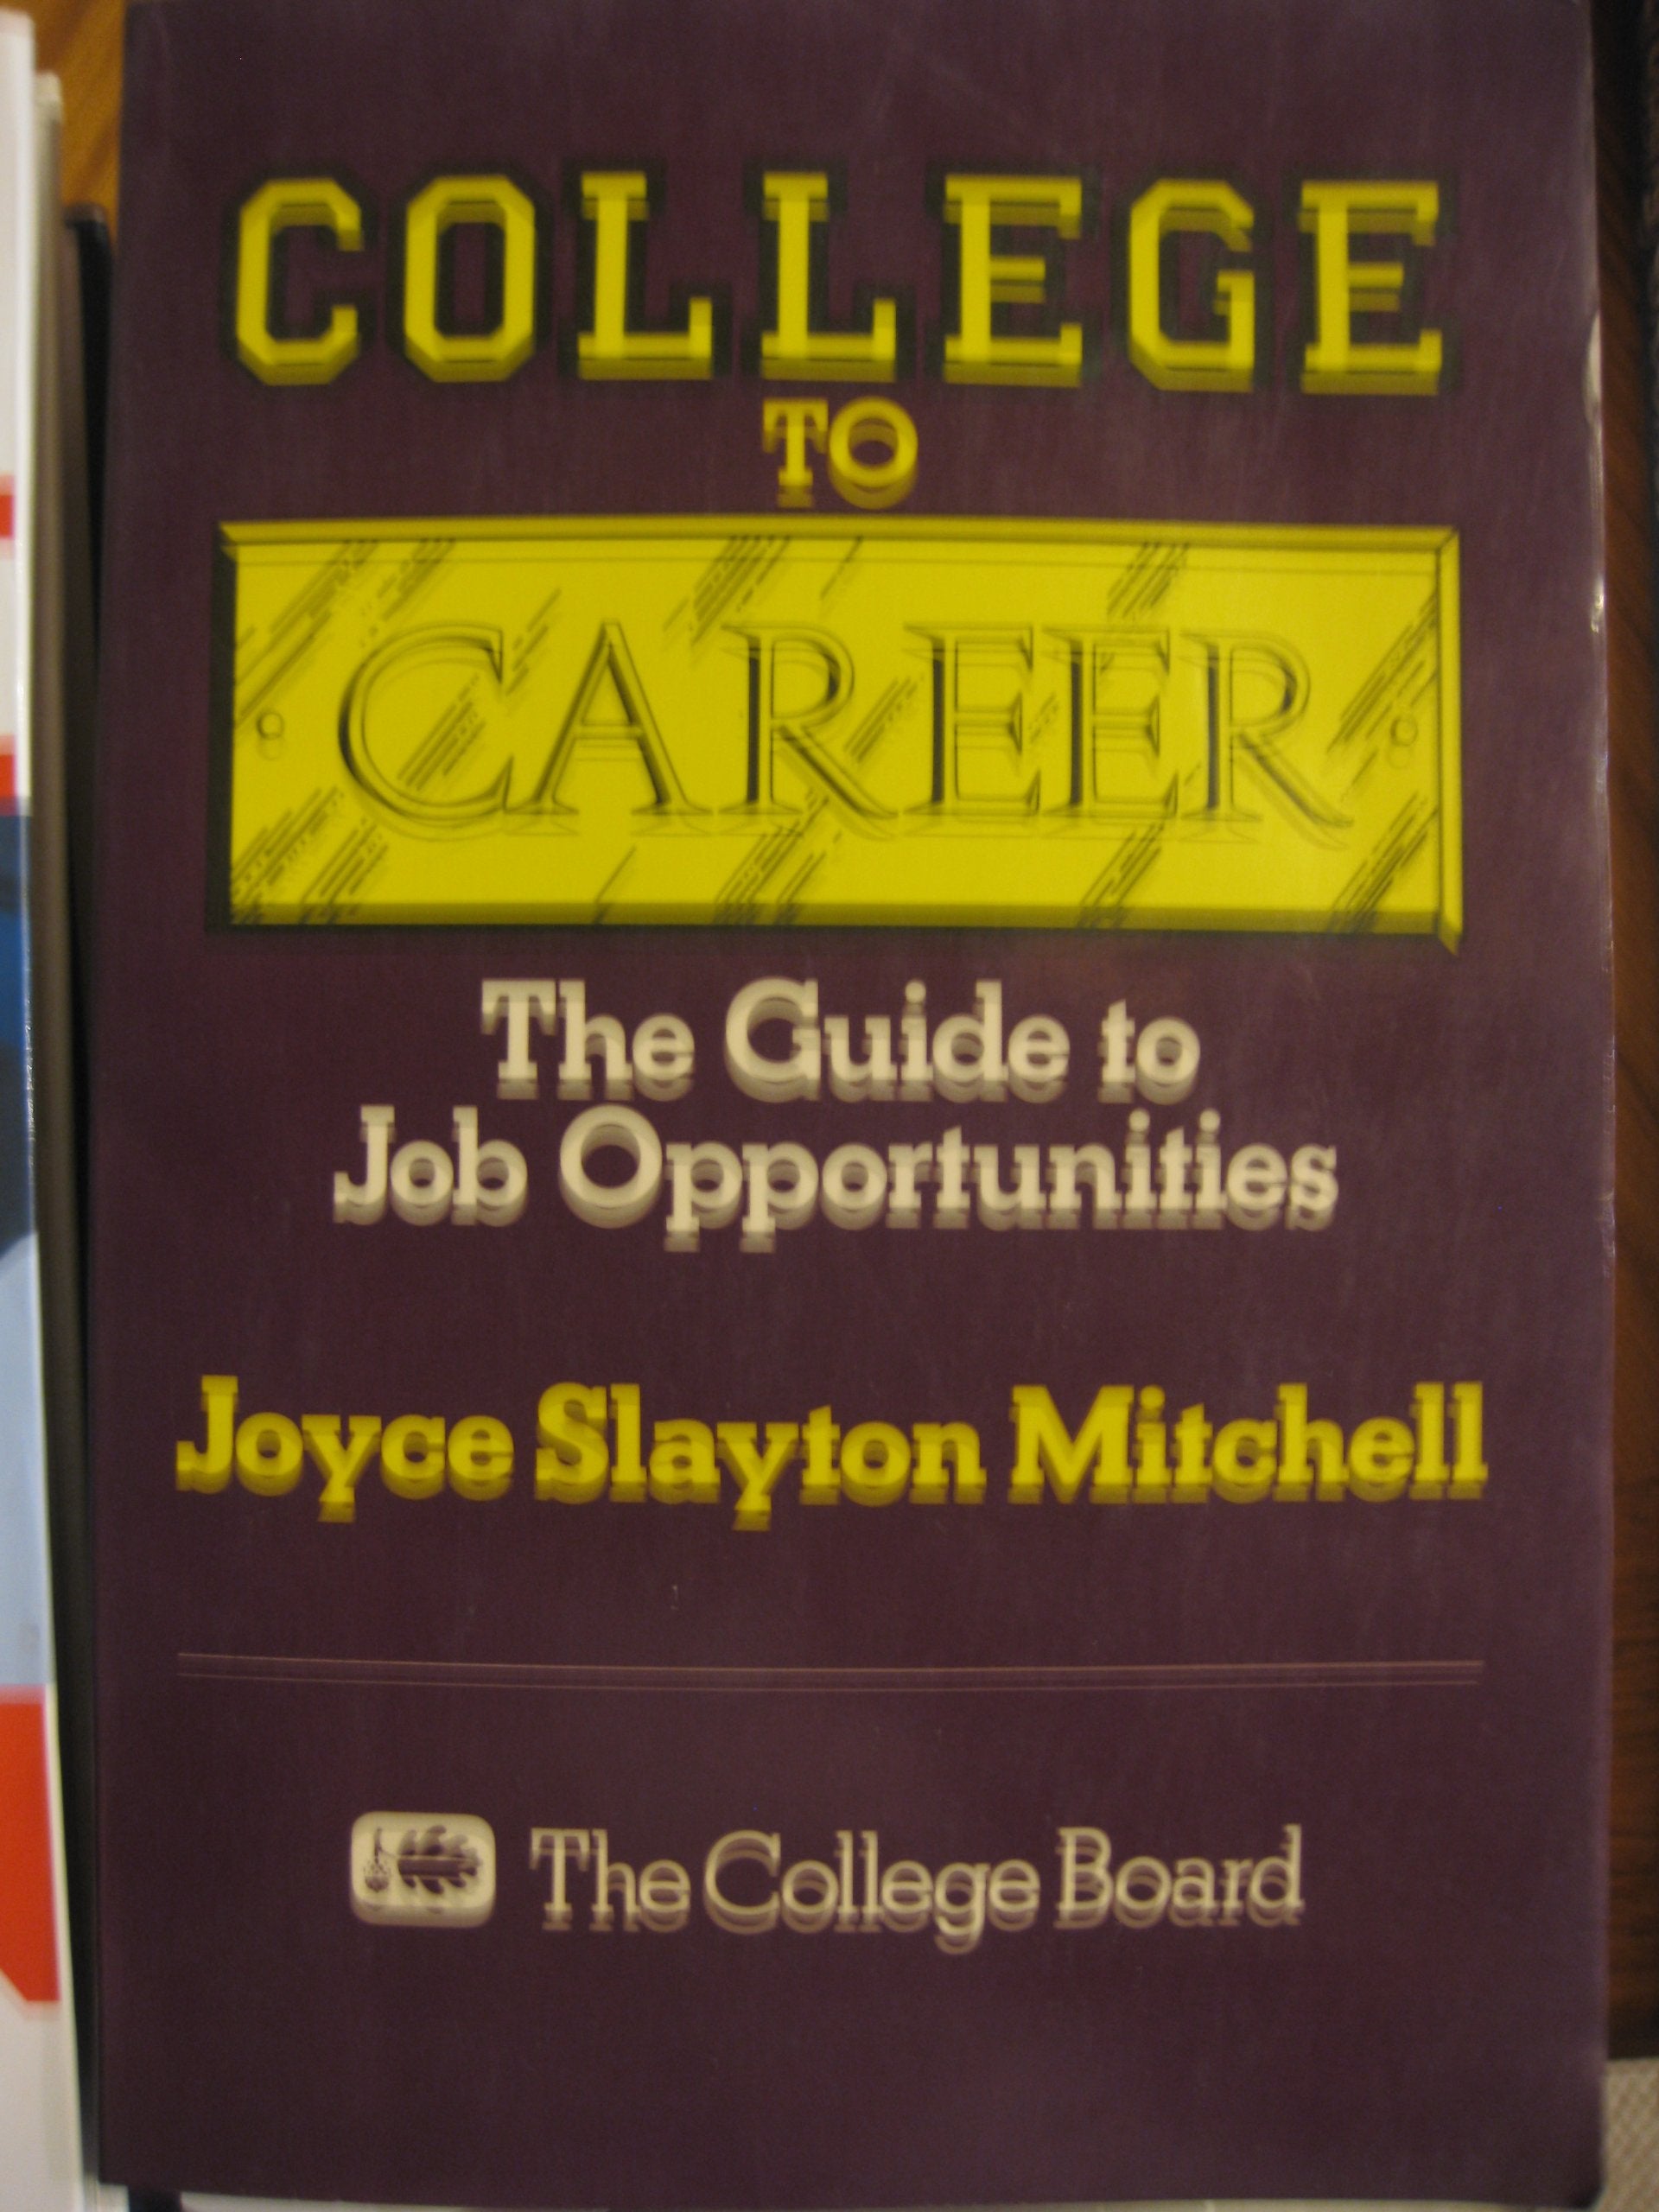 COLLEGE
TO
CAREER
The Guide to
Job Opportunities
Joyce Slayton Mitchell
The College Board